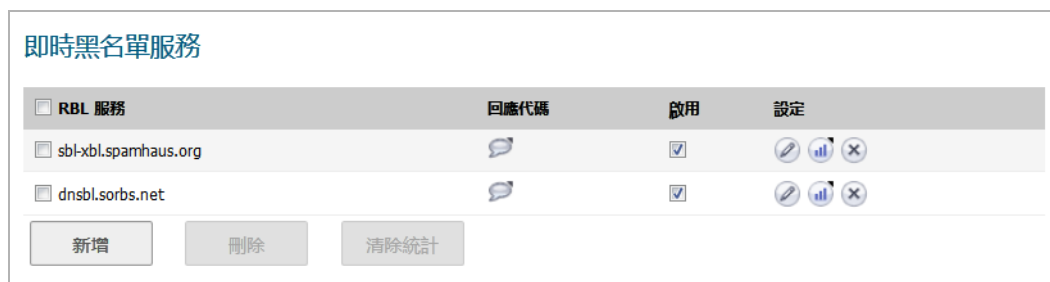 即時黑名單服務
RBL 服務 回應代碼 啟用 設定
sbl-xbl.spamhaus.org
dnsbl.sorbs.net
新增 刪除 清除統計